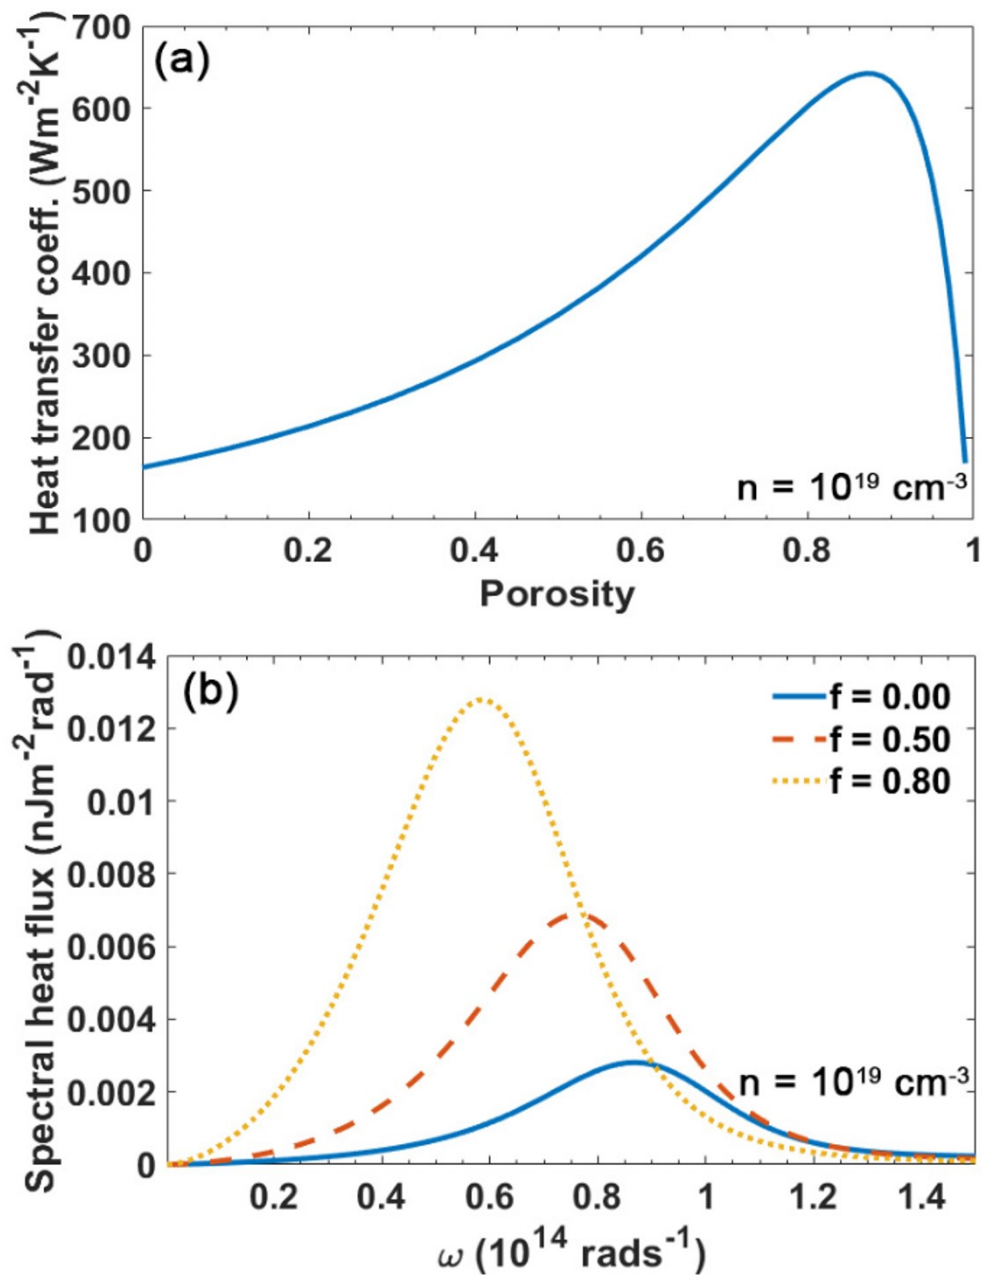 (a)
Heat transfer coeff. (Wm⁻²K⁻¹)
700
600
500
400
300
200
100
n = 10¹⁹ cm⁻³
0 0.2 0.4 0.6 0.8 1
Porosity
(b)
Spectral heat flux (nJm⁻²rad⁻¹)
0.014
0.012
0.01
0.008
0.006
0.004
0.002
0
f = 0.00
f = 0.50
f = 0.80
n = 10¹⁹ cm⁻³
0.2 0.4 0.6 0.8 1 1.2 1.4
ω (10¹⁴ rads⁻¹)